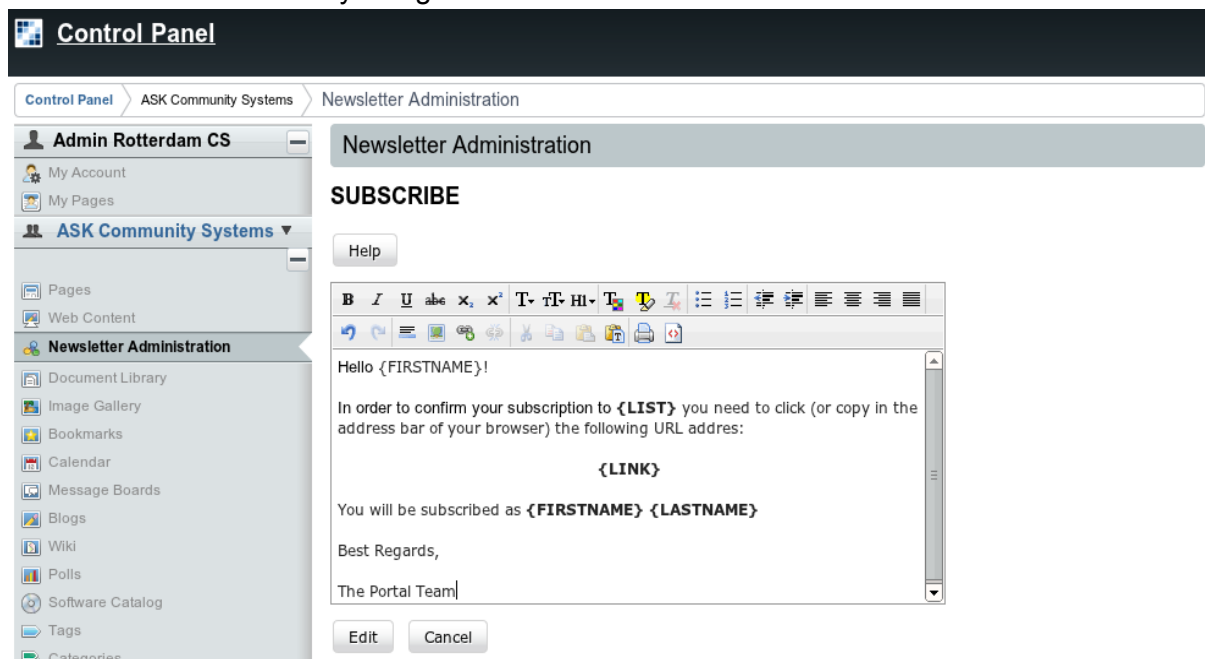 Control Panel
Control Panel ASK Community Systems Newsletter Administration
Admin Rotterdam CS
My Account
My Pages
ASK Community Systems
Pages
Web Content
Newsletter Administration
Document Library
Image Gallery
Bookmarks
Calendar
Message Boards
Blogs
Wiki
Polls
Software Catalog
Tags
Categories
Newsletter Administration
SUBSCRIBE
Help
Hello {FIRSTNAME}!
In order to confirm your subscription to {LIST} you need to click (or copy in the
address bar of your browser) the following URL addres:
{LINK}
You will be subscribed as {FIRSTNAME} {LASTNAME}
Best Regards,
The Portal Team
Edit Cancel